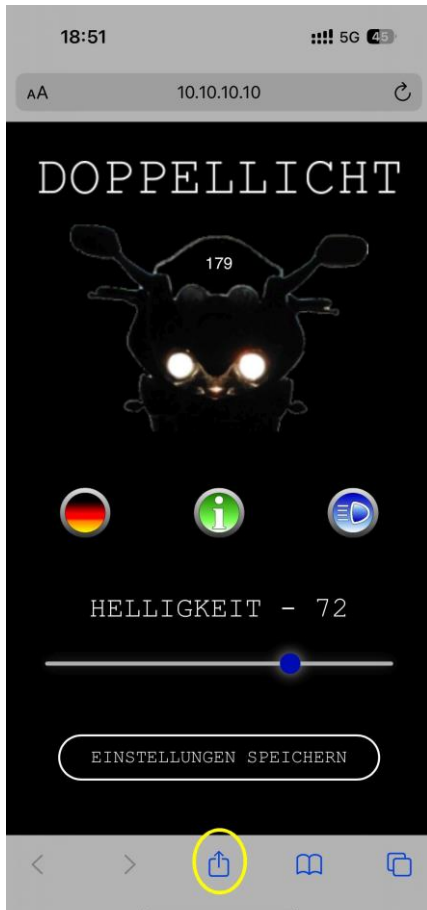 18:51 5G 45
AA 10.10.10.10
DOPPELLICHT
179
HELLIGKEIT - 72
EINSTELLUNGEN SPEICHERN